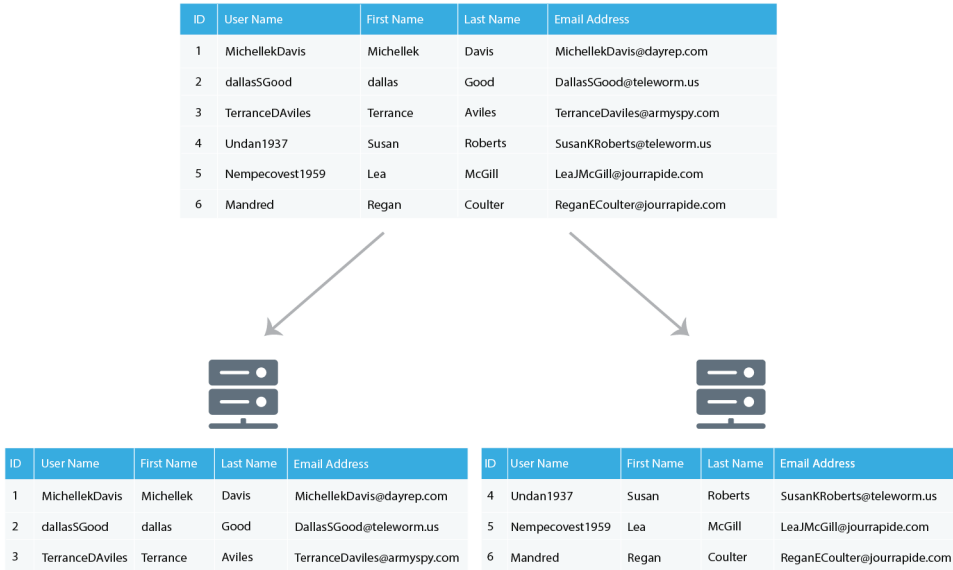 ID User Name First Name Last Name Email Address
1 MichellekDavis Michellek Davis MichellekDavis@dayrep.com
2 dallasSGood dallas Good DallasSGood@teleworm.us
3 TerranceDAviles Terrance Aviles TerranceDaviles@armyspy.com
4 Undan1937 Susan Roberts SusanKRoberts@teleworm.us
5 Nempecovest1959 Lea McGill LeaJMcGill@jourrapide.com
6 Mandred Regan Coulter ReganECoulter@jourrapide.com
ID User Name First Name Last Name Email Address
1 MichellekDavis Michellek Davis MichellekDavis@dayrep.com
2 dallasSGood dallas Good DallasSGood@teleworm.us
3 TerranceDAviles Terrance Aviles TerranceDaviles@armyspy.com
ID User Name First Name Last Name Email Address
4 Undan1937 Susan Roberts SusanKRoberts@teleworm.us
5 Nempecovest1959 Lea McGill LeaJMcGill@jourrapide.com
6 Mandred Regan Coulter ReganECoulter@jourrapide.com